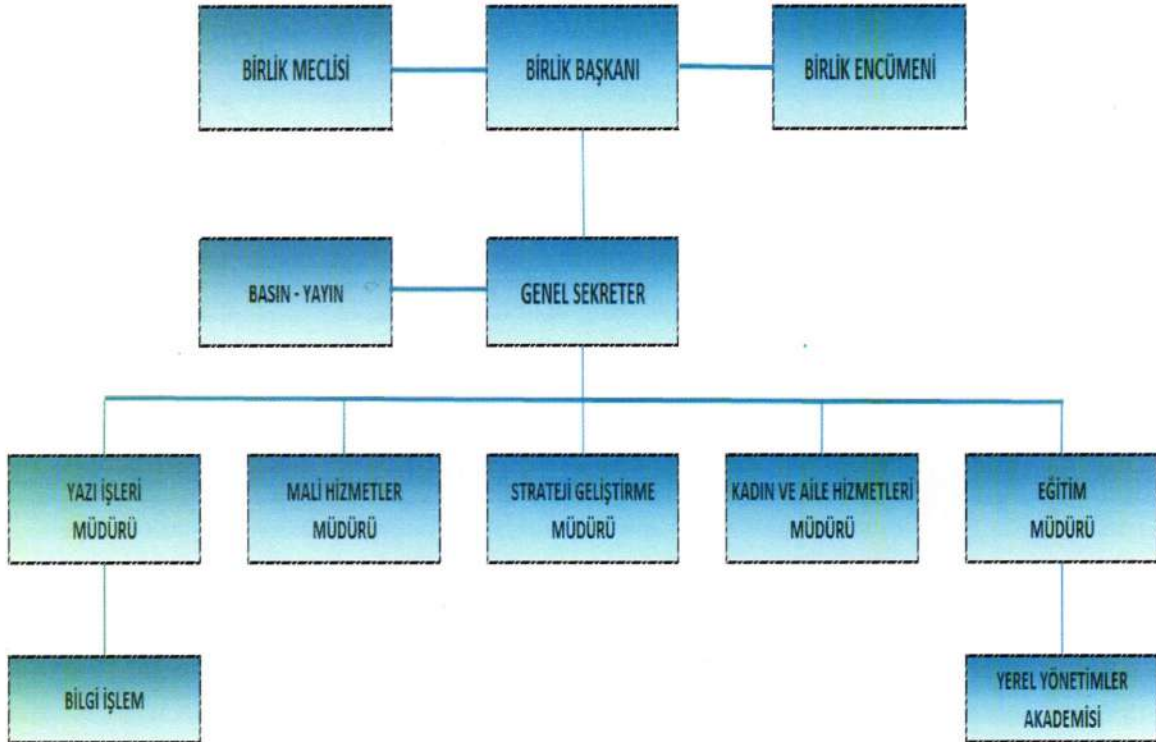 BİRLİK MECLİSİ
BİRLİK BAŞKANI
BİRLİK ENCÜMENİ
BASIN - YAYIN
GENEL SEKRETER
YAZI İŞLERİ
MÜDÜRÜ
MALİ HİZMETLER
MÜDÜRÜ
STRATEJİ GELİŞTİRME
MÜDÜRÜ
KADIN VE AİLE HİZMETLERİ
MÜDÜRÜ
EĞİTİM
MÜDÜRÜ
BİLGİ İŞLEM
YEREL YÖNETİMLER
AKADEMİSİ